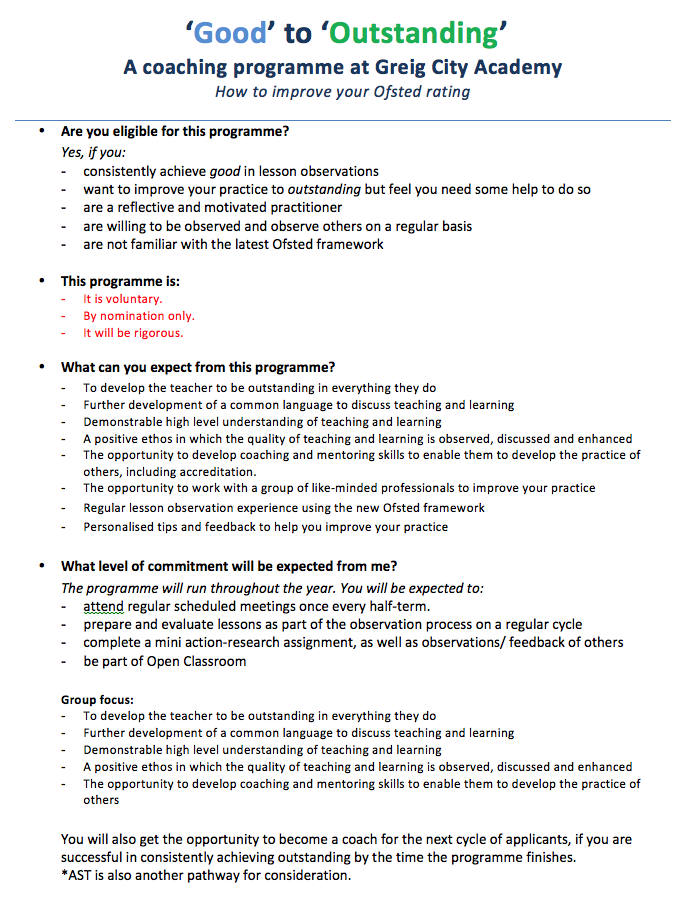 ‘Good’ to ‘Outstanding’
A coaching programme at Greig City Academy
How to improve your Ofsted rating
• Are you eligible for this programme?
Yes, if you:
- consistently achieve good in lesson observations
- want to improve your practice to outstanding but feel you need some help to do so
- are a reflective and motivated practitioner
- are willing to be observed and observe others on a regular basis
- are not familiar with the latest Ofsted framework
• This programme is:
- It is voluntary.
- By nomination only.
- It will be rigorous.
• What can you expect from this programme?
- To develop the teacher to be outstanding in everything they do
- Further development of a common language to discuss teaching and learning
- Demonstrable high level understanding of teaching and learning
- A positive ethos in which the quality of teaching and learning is observed, discussed and enhanced
- The opportunity to develop coaching and mentoring skills to enable them to develop the practice of
others, including accreditation.
- The opportunity to work with a group of like-minded professionals to improve your practice
- Regular lesson observation experience using the new Ofsted framework
- Personalised tips and feedback to help you improve your practice
• What level of commitment will be expected from me?
The programme will run throughout the year. You will be expected to:
- attend regular scheduled meetings once every half-term.
- prepare and evaluate lessons as part of the observation process on a regular cycle
- complete a mini action-research assignment, as well as observations/ feedback of others
- be part of Open Classroom
Group focus:
- To develop the teacher to be outstanding in everything they do
- Further development of a common language to discuss teaching and learning
- Demonstrable high level understanding of teaching and learning
- A positive ethos in which the quality of teaching and learning is observed, discussed and enhanced
- The opportunity to develop coaching and mentoring skills to enable them to develop the practice of
others
You will also get the opportunity to become a coach for the next cycle of applicants, if you are
successful in consistently achieving outstanding by the time the programme finishes.
*AST is also another pathway for consideration.